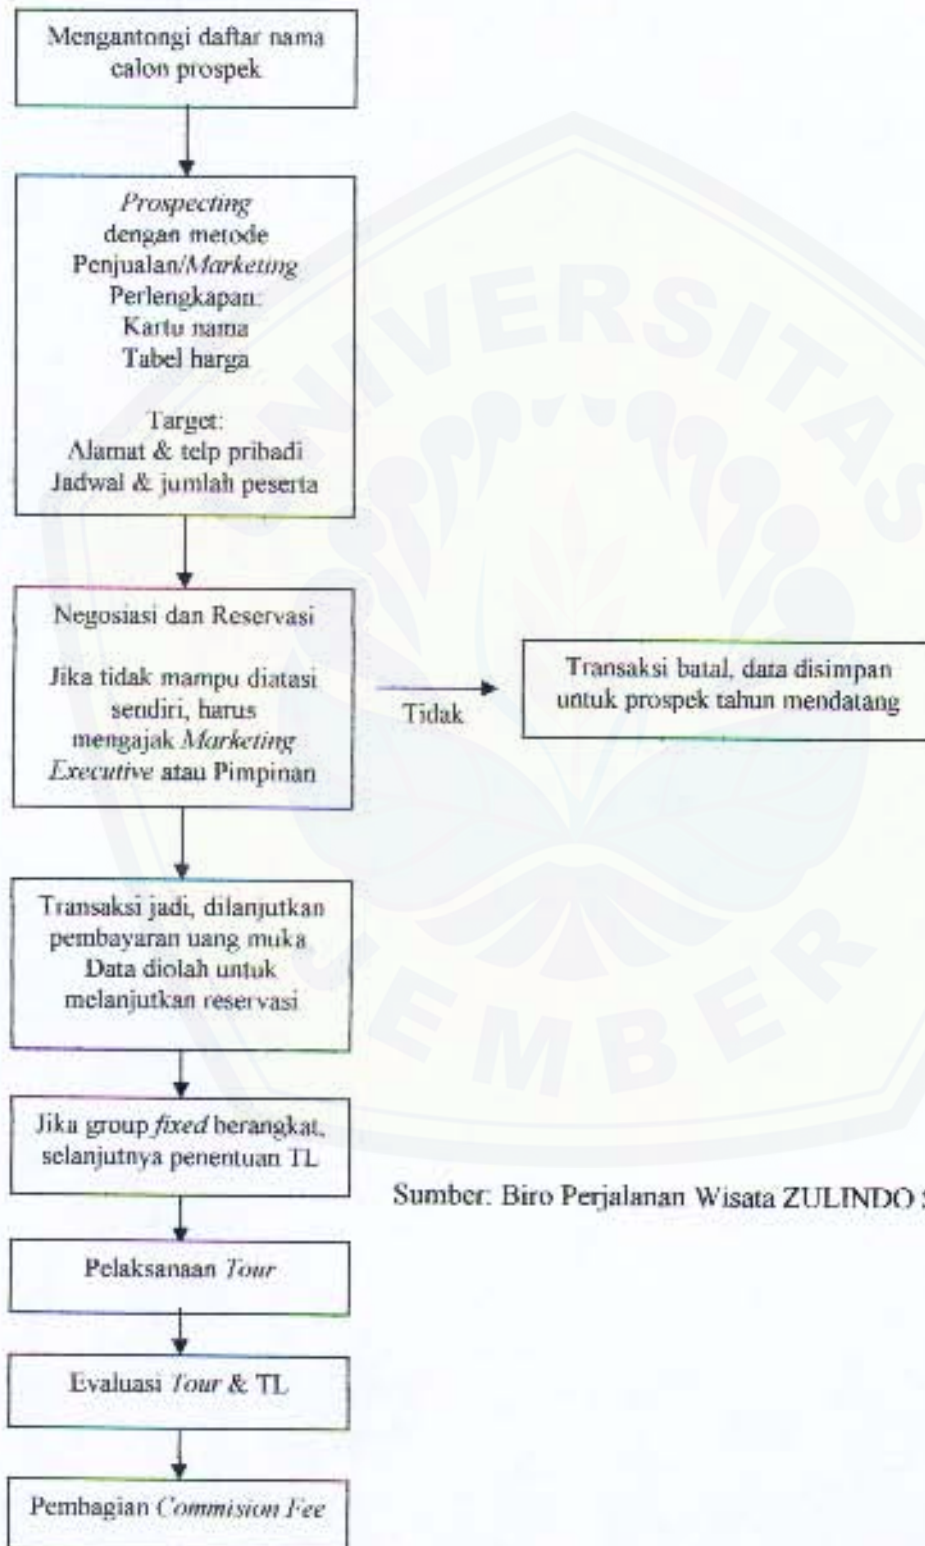 Mengantongi daftar nama
calon prospek
Prospecting
dengan metode
Penjualan/Marketing
Perlengkapan:
Kartu nama
Tabel harga
Target:
Alamat & telp pribadi
Jadwal & jumlah peserta
Negosiasi dan Reservasi
Jika tidak mampu diatasi
sendiri, harus
mengajak Marketing
Executive atau Pimpinan
Tidak
Transaksi batal, data disimpan
untuk prospek tahun mendatang
Transaksi jadi, dilanjutkan
pembayaran uang muka
Data diolah untuk
melanjutkan reservasi
Jika group fixed berangkat,
selanjutnya penentuan TL
Sumber: Biro Perjalanan Wisata ZULINDO
Pelaksanaan Tour
Evaluasi Tour & TL
Pembagian Commision Fee
UNIVERSITAS
JEMBER